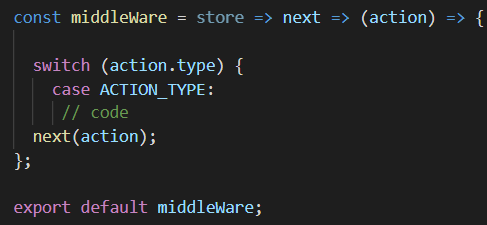 const middleWare = store => next => (action) => {
switch (action.type) {
case ACTION_TYPE:
// code
next(action);
};
export default middleWare;